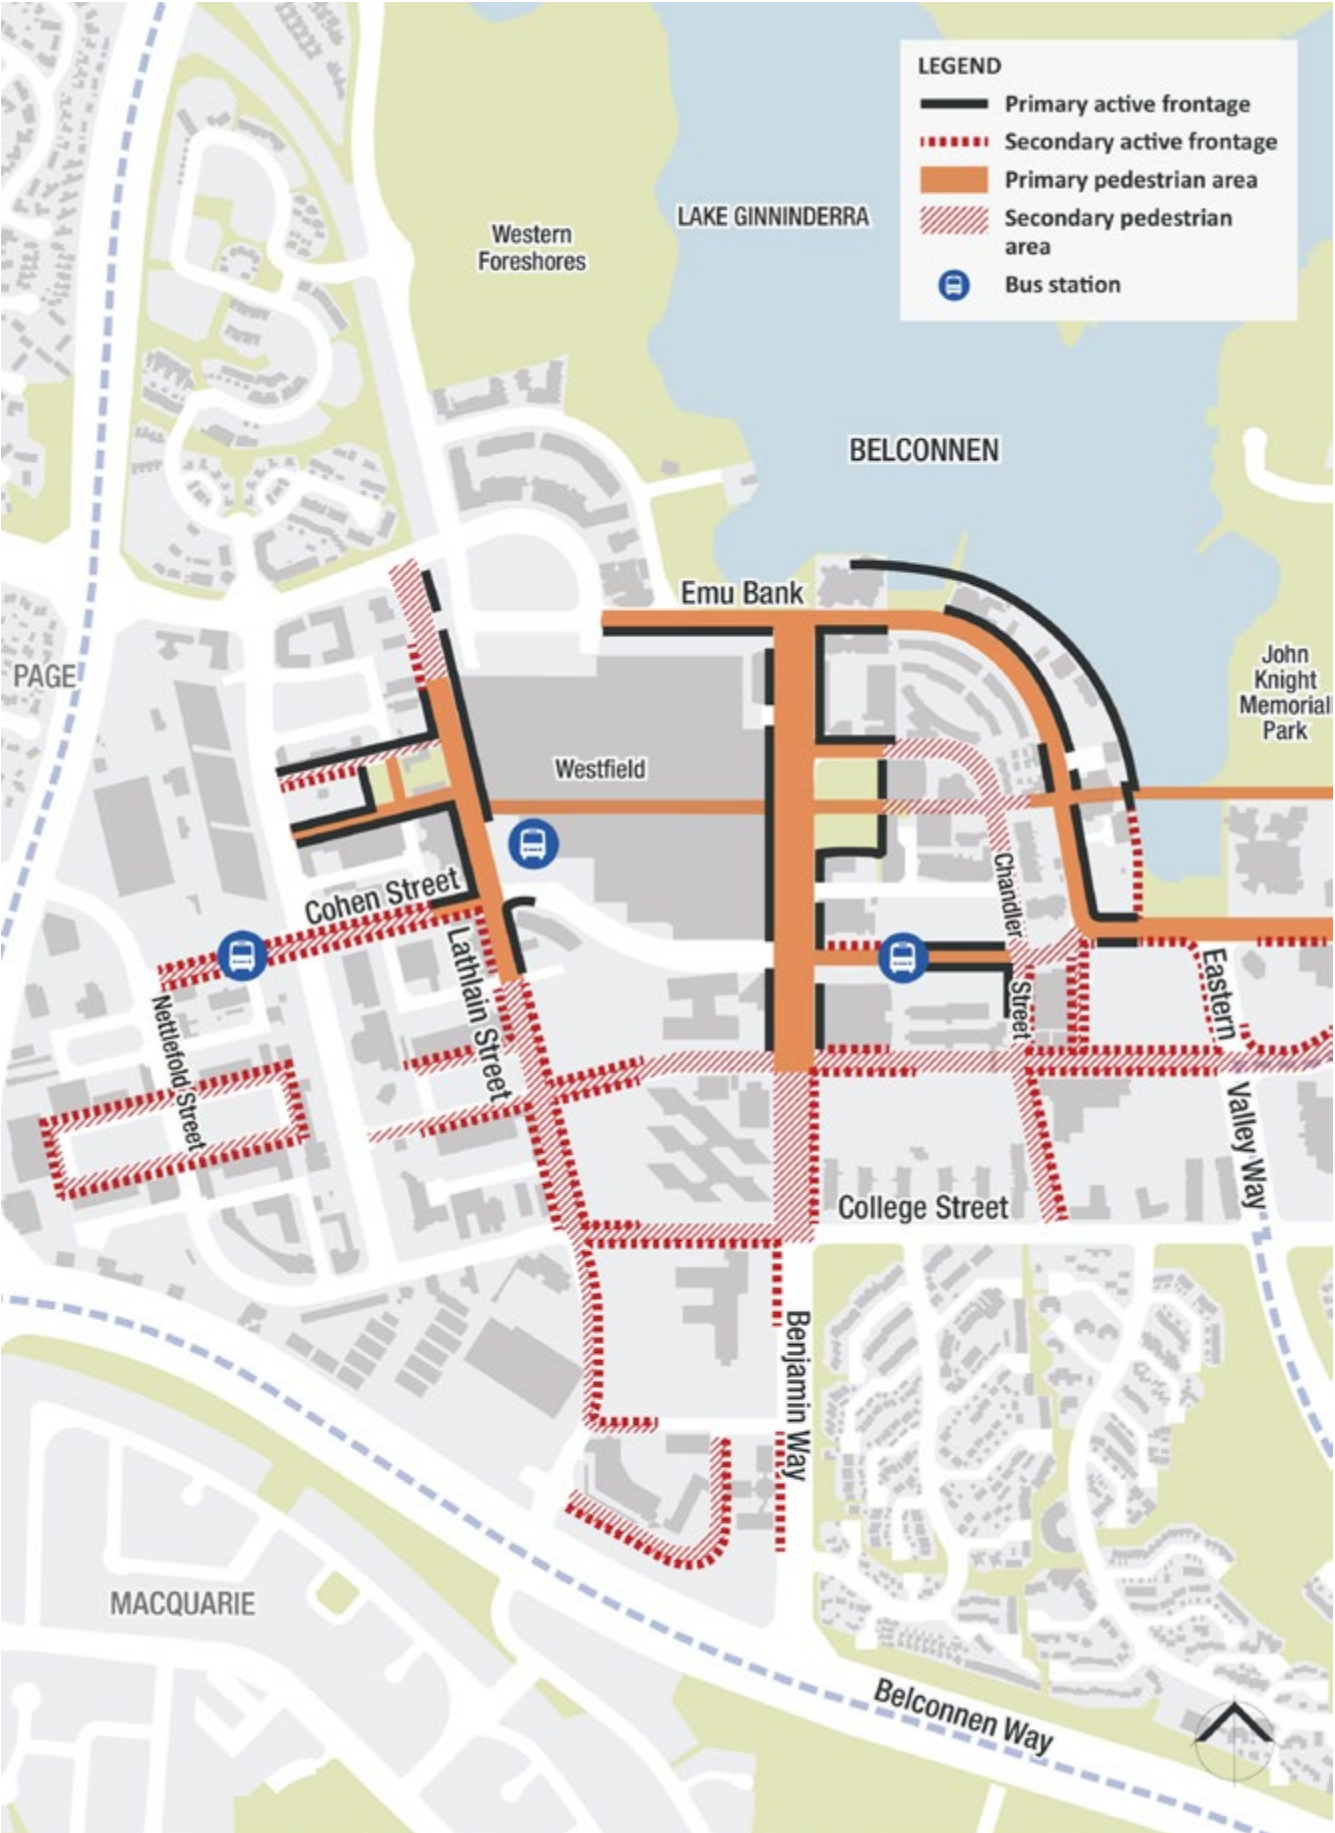 LEGEND
Primary active frontage
Secondary active frontage
Primary pedestrian area
Secondary pedestrian
area
Bus station
LAKE GINNINDERRA
Western
Foreshores
BELCONNEN
Emu Bank
PAGE
John
Knight
Memorial
Park
Westfield
Cohen Street
Chandler
Street
Lathlain Street
Nettlefold Street
Eastern
Valley Way
College Street
Benjamin Way
MACQUARIE
Belconnen Way